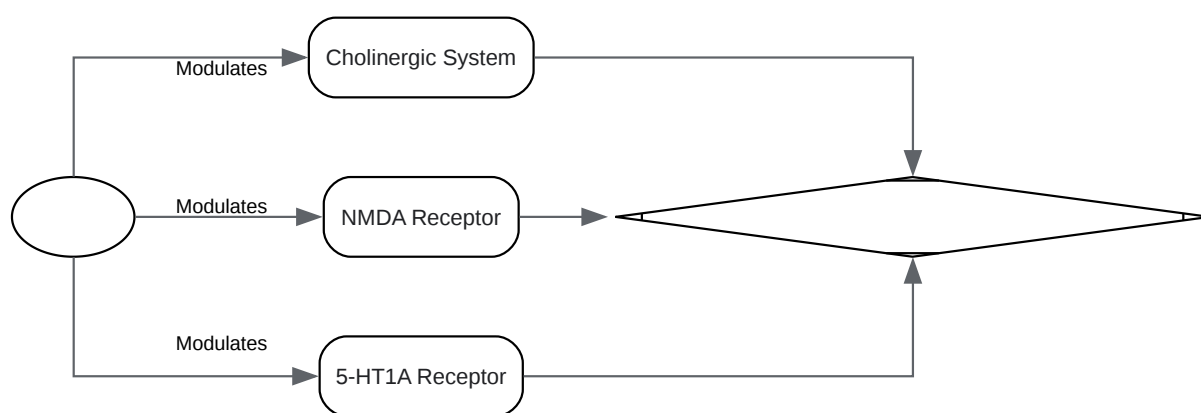 Cholinergic System
Modulates
Modulates
NMDA Receptor
Modulates
5-HT1A Receptor